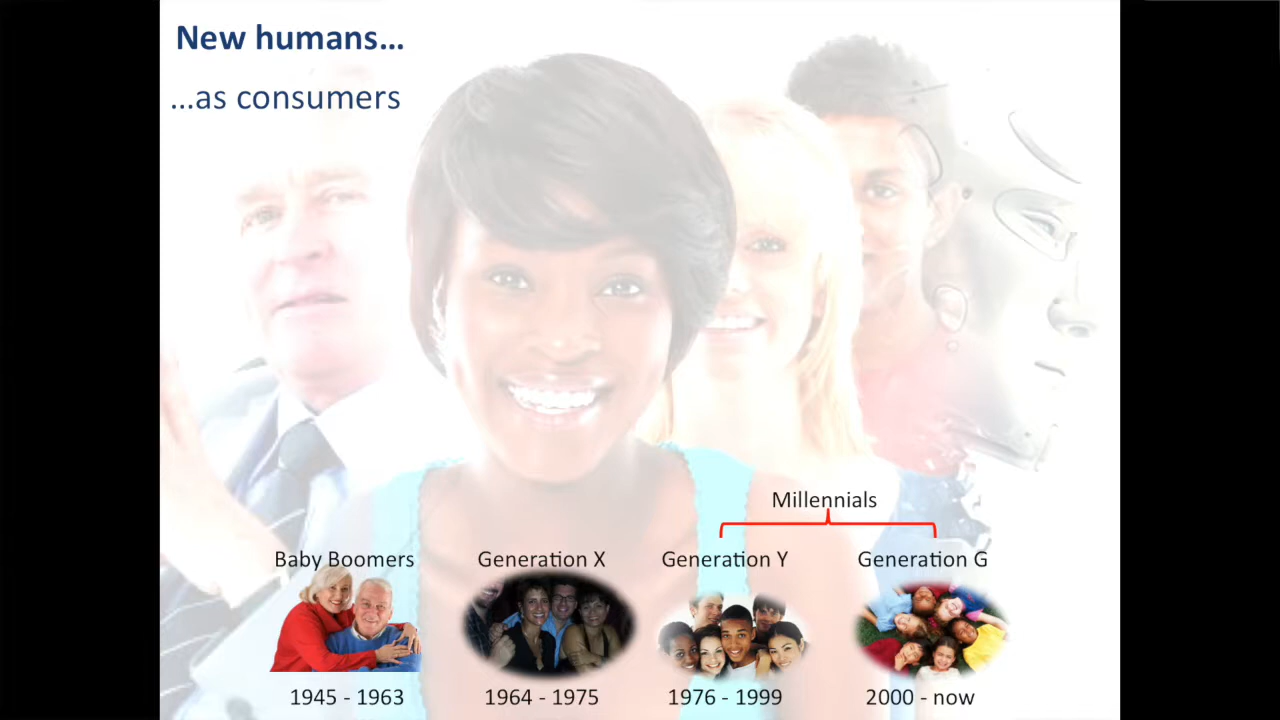 New humans...
...as consumers
Millennials
Baby Boomers
Generation X
Generation Y
Generation G
1945 - 1963
1964 - 1975
1976 - 1999
2000 - now